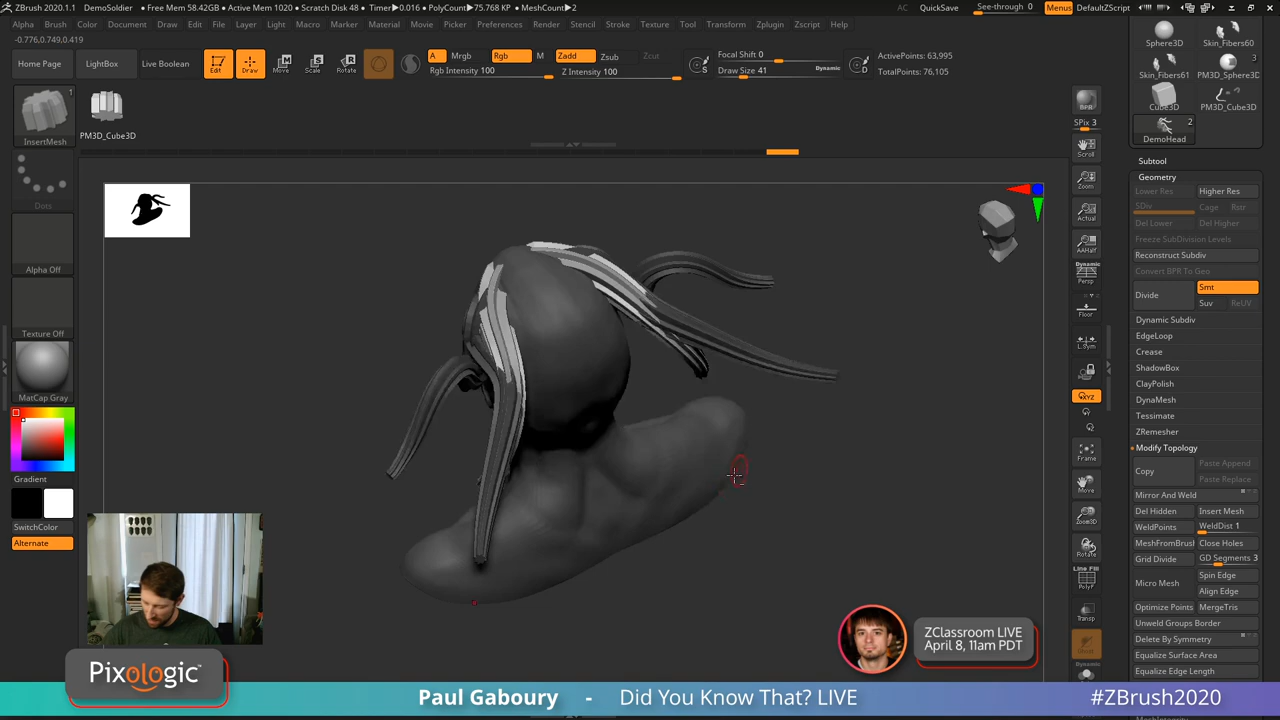 ZBrush 2020.1.1 DemoSoldier ● Free Mem 58.42GB ● Active Mem 1020 ● Scratch Disk 48 ● Timer▶0.016 ● PolyCount▶75.768 KP ● MeshCount▶2 AC QuickSave See-through 0 Menus DefaultZScript
Alpha Brush Color Document Draw Edit File Layer Light Macro Marker Material Movie Picker Preferences Render Stencil Stroke Texture Tool Transform Zplugin Zscript Help
-0.776,0.749,0.419
Home Page LightBox Live Boolean Edit Draw Move Scale Rotate
A Mrgb Rgb M Zadd Zsub Zcut
Rgb Intensity 100 Z Intensity 100
S Focal Shift 0
Draw Size 41 Dynamic D
ActivePoints: 63,995
TotalPoints: 76,105
1
InsertMesh
PM3D_Cube3D
Dots
Alpha Off
Texture Off
MatCap Gray
Gradient
SwitchColor
Alternate
BPR
SPix 3
Scroll
Zoom
Actual
AAHalf
Dynamic
Persp
Floor
L.Sym
XYZ
Frame
Move
Zoom3D
Rotate
Line Fill
PolyF
Transp
Ghost
Dynamic
Sphere3D Skin_Fibers60
3
Skin_Fibers61 PM3D_Sphere3D
Cube3D PM3D_Cube3D
2
DemoHead
Subtool
Geometry
Lower Res Higher Res
SDiv Cage Rstr
Del Lower Del Higher
Freeze SubDivision Levels
Reconstruct Subdiv
Convert BPR To Geo
Divide Smt
Suv ReUV
Dynamic Subdiv
EdgeLoop
Crease
ShadowBox
ClayPolish
DynaMesh
Tessimate
ZRemesher
Modify Topology
Copy Paste Append
Paste Replace
Mirror And Weld
Del Hidden Insert Mesh
WeldPoints WeldDist 1
MeshFromBrush Close Holes
Grid Divide GD Segments 3
Micro Mesh Spin Edge
Align Edge
Optimize Points MergeTris
Unweld Groups Border
Delete By Symmetry
Equalize Surface Area
Equalize Edge Length
ZClassroom LIVE
April 8, 11am PDT
Pixologic™
Paul Gaboury - Did You Know That? LIVE #ZBrush2020